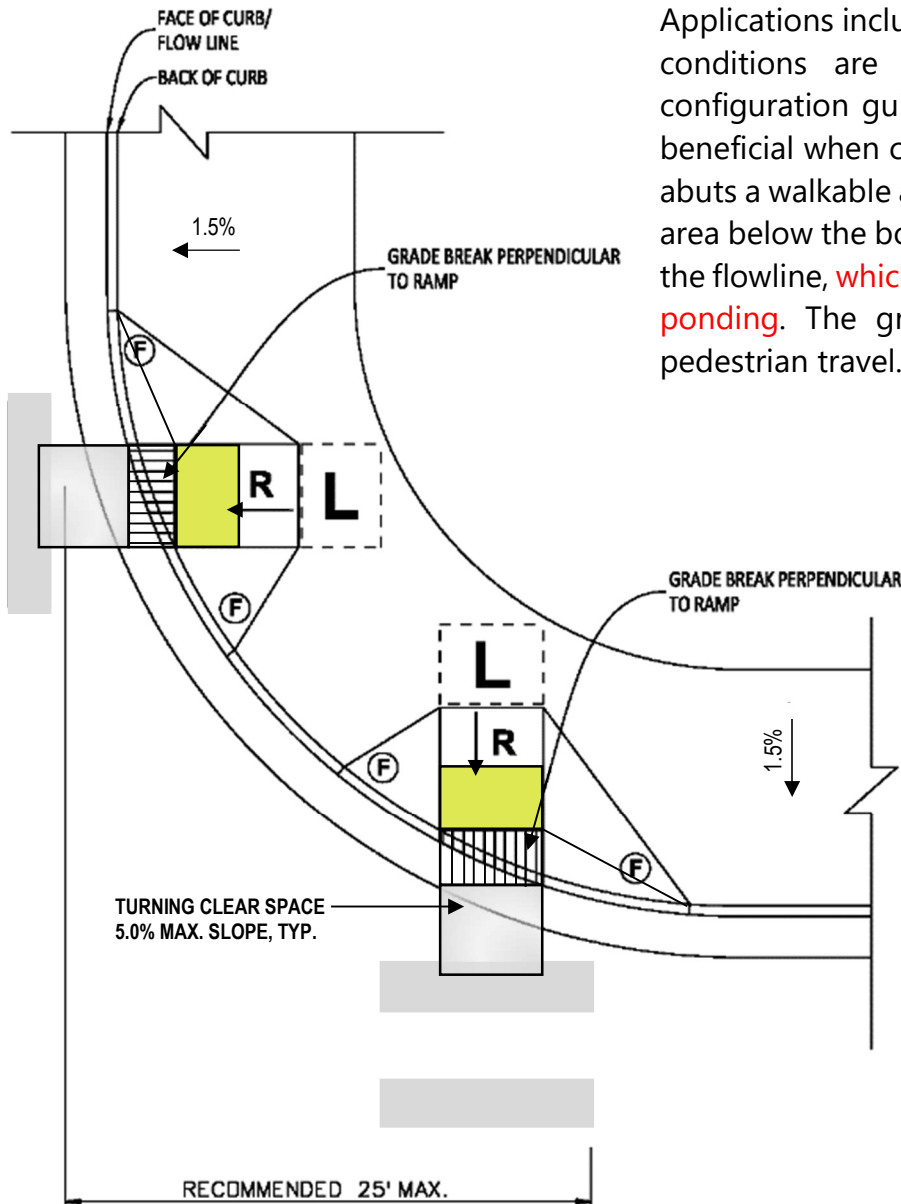 FACE OF CURB/
FLOW LINE
BACK OF CURB
Applications inclu
conditions are
configuration gu
beneficial when c
abuts a walkable a
area below the bo
the flowline, whic
ponding. The gr
pedestrian travel.
1.5%
GRADE BREAK PERPENDICULAR
TO RAMP
F
R
L
F
GRADE BREAK PERPENDICULAR
TO RAMP
L
R
1.5%
F
F
TURNING CLEAR SPACE
5.0% MAX. SLOPE, TYP.
RECOMMENDED 25' MAX.